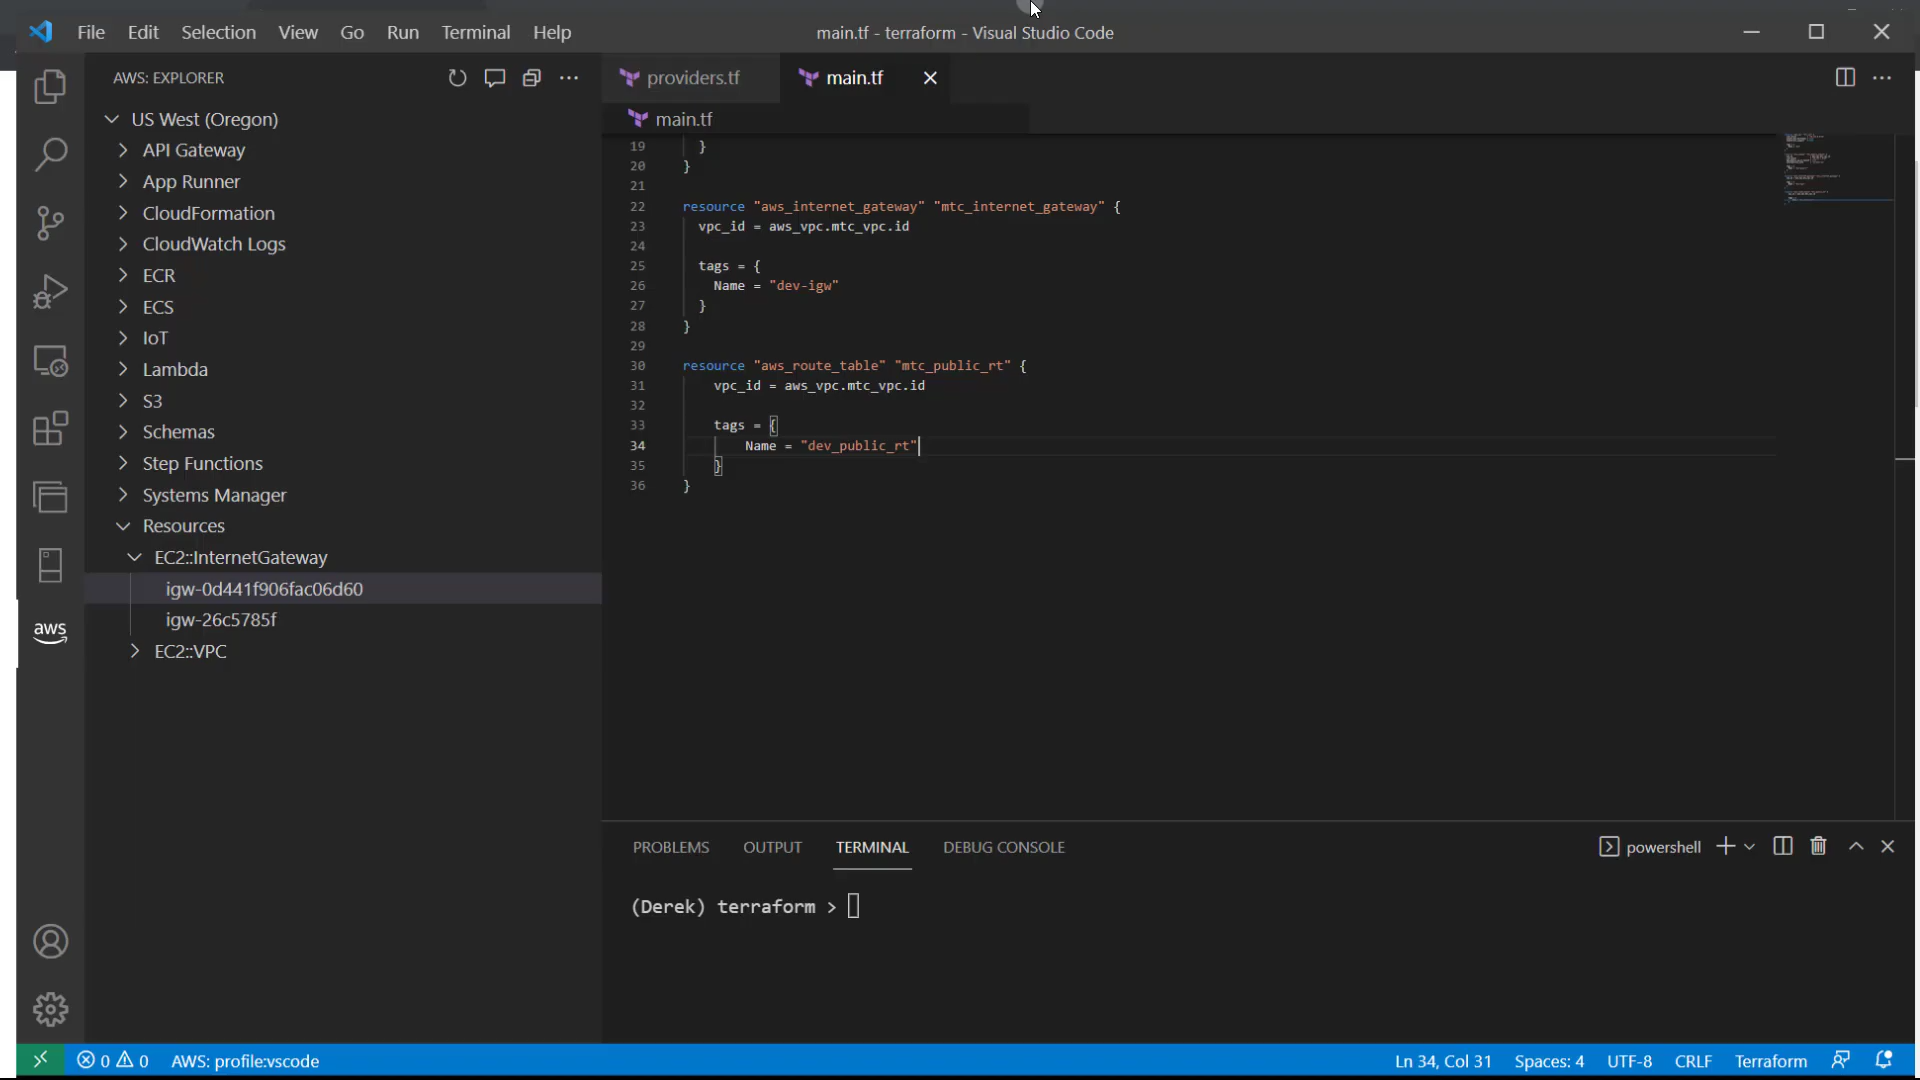 File Edit Selection View Go Run Terminal Help
main.tf - terraform - Visual Studio Code
AWS: EXPLORER
US West (Oregon)
API Gateway
App Runner
CloudFormation
CloudWatch Logs
ECR
ECS
IoT
Lambda
S3
Schemas
Step Functions
Systems Manager
Resources
EC2::InternetGateway
igw-0d441f906fac06d60
igw-26c5785f
EC2::VPC
aws
providers.tf main.tf
main.tf
19 }
20 }
21
22 resource "aws_internet_gateway" "mtc_internet_gateway" {
23 vpc_id = aws_vpc.mtc_vpc.id
24
25 tags = {
26 Name = "dev-igw"
27 }
28 }
29
30 resource "aws_route_table" "mtc_public_rt" {
31 vpc_id = aws_vpc.mtc_vpc.id
32
33 tags = {
34 Name = "dev_public_rt"
35 }
36 }
PROBLEMS OUTPUT TERMINAL DEBUG CONSOLE
powershell
(Derek) terraform >
0 0 AWS: profile:vscode
Ln 34, Col 31 Spaces: 4 UTF-8 CRLF Terraform